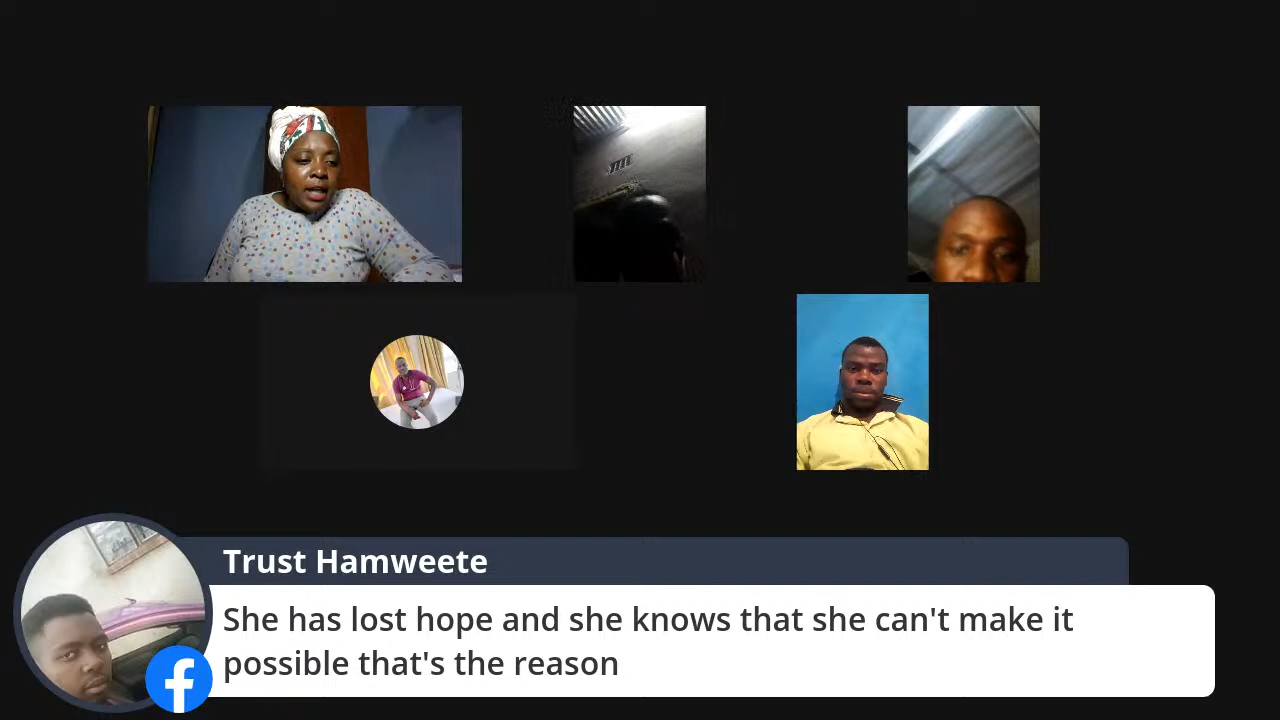 Trust Hamweete
She has lost hope and she knows that she can't make it
possible that's the reason